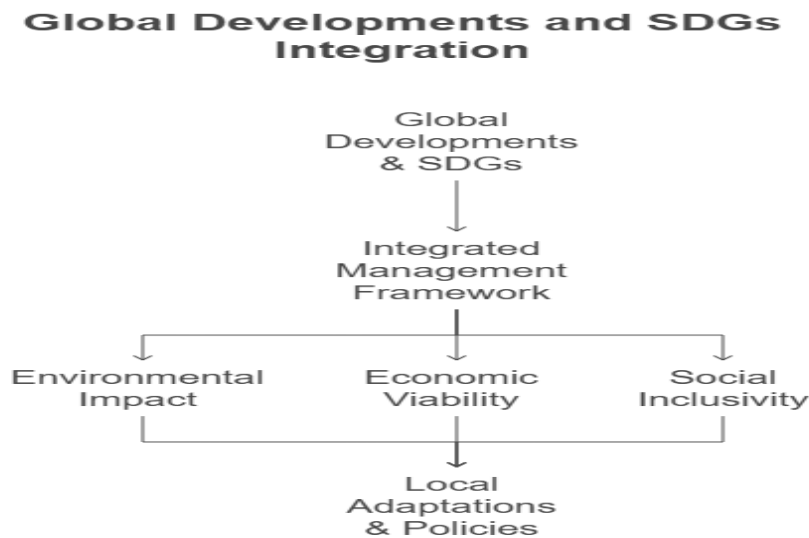 Global Developments and SDGs
Integration
Global
Developments
& SDGs
Integrated
Management
Framework
Environmental
Impact
Economic
Viability
Social
Inclusivity
Local
Adaptations
& Policies